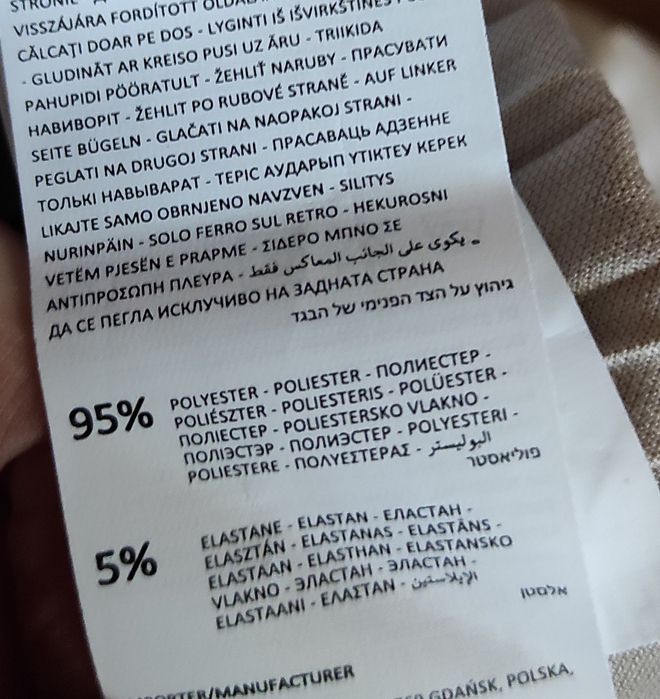 VISSZÁJÁRA FORDÍTOTT
CĂLCAȚI DOAR PE DOS - LYGINTI IŠ IŠVIRKŠTINĖS
- GLUDINĀT AR KREISO PUSI UZ ĀRU - TRIIKIDA
PAHUPIDI PÖÖRATULT - ŽEHLIŤ NARUBY - ПРАСУВАТИ
НАВИВОРІТ - ŽEHLIT PO RUBOVÉ STRANĚ - AUF LINKER
SEITE BÜGELN - GLAČATI NA NAOPAKOJ STRANI -
PEGLATI NA DRUGOJ STRANI - ПРАСАВАЦЬ АДЗЕННЕ
ТОЛЬКІ НАВЫВАРАТ - ТЕРІС АУДАРЫП ҮТІКТЕУ КЕРЕК
LIKAJTE SAMO OBRNJENO NAVZVEN - SILITYS
NURINPÄIN - SOLO FERRO SUL RETRO - HEKUROSNI
VETËM PJESËN E PRAPME - ΣΙΔΕΡΟ ΜΠΝΟ ΣΕ
ΑΝΤΙΠΡΟΣΩΠΗ ΠΛΕΥΡΑ - يكوى على الجانب المعاكس فقط -
ДА СЕ ПЕГЛА ИСКЛУЧИВО НА ЗАДНАТА СТРАНА
גיהוץ על הצד הפנימי של הבגד
95% POLYESTER - POLIESTER - ПОЛИЕСТЕР -
POLIÉSZTER - POLIESTERIS - POLÜESTER -
ПОЛІЕСТЕР - POLIESTERSKO VLAKNO -
ПОЛІЭСТЭР - ПОЛИЭСТЕР - POLYESTERI -
POLIESTERE - ΠΟΛΥΕΣΤΕΡΑΣ - البوليستر
פוליאסטר
5% ELASTANE - ELASTAN - ЕЛАСТАН -
ELASZTÁN - ELASTANAS - ELASTĀNS -
ELASTAAN - ELASTHAN - ELASTANSKO
VLAKNO - ЭЛАСТАН - ЭЛАСТАН -
ELASTAANI - ΕΛΑΣΤΑΝ - الإيلاستين
אלסטן
/MANUFACTURER
GDAŃSK, POLSKA,